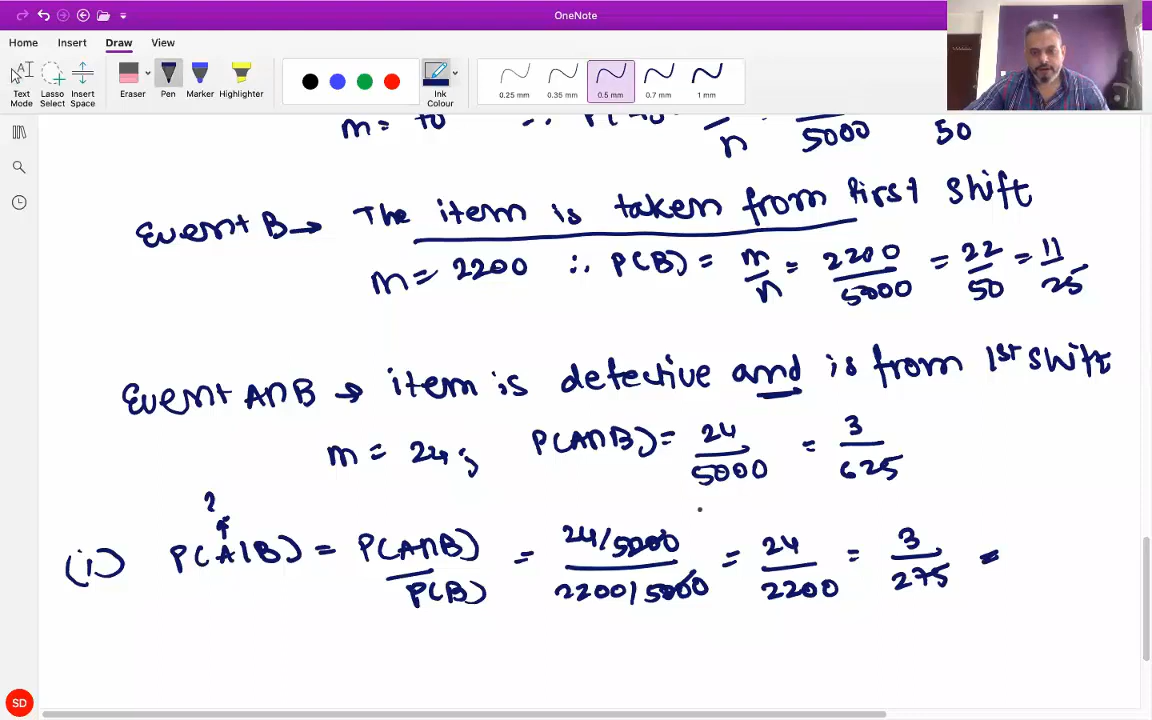 OneNote
Home Insert Draw View
Text Mode Lasso Select Insert Space Eraser Pen Marker Highlighter Ink Colour 0.25 mm 0.35 mm 0.5 mm 0.7 mm 1 mm
m = ∴ n 5000 50
Event B → The item is taken from first shift
m = 2200 ∴ P(B) = m/n = 2200/5000 = 22/50 = 11/25
Event A∩B → item is defective and is from 1st shift
m = 24; P(A∩B) = 24/5000 = 3/625
?
(i) P(A|B) = P(A∩B)/P(B) = 24/5000 / 2200/5000 = 24/2200 = 3/275 =
SD